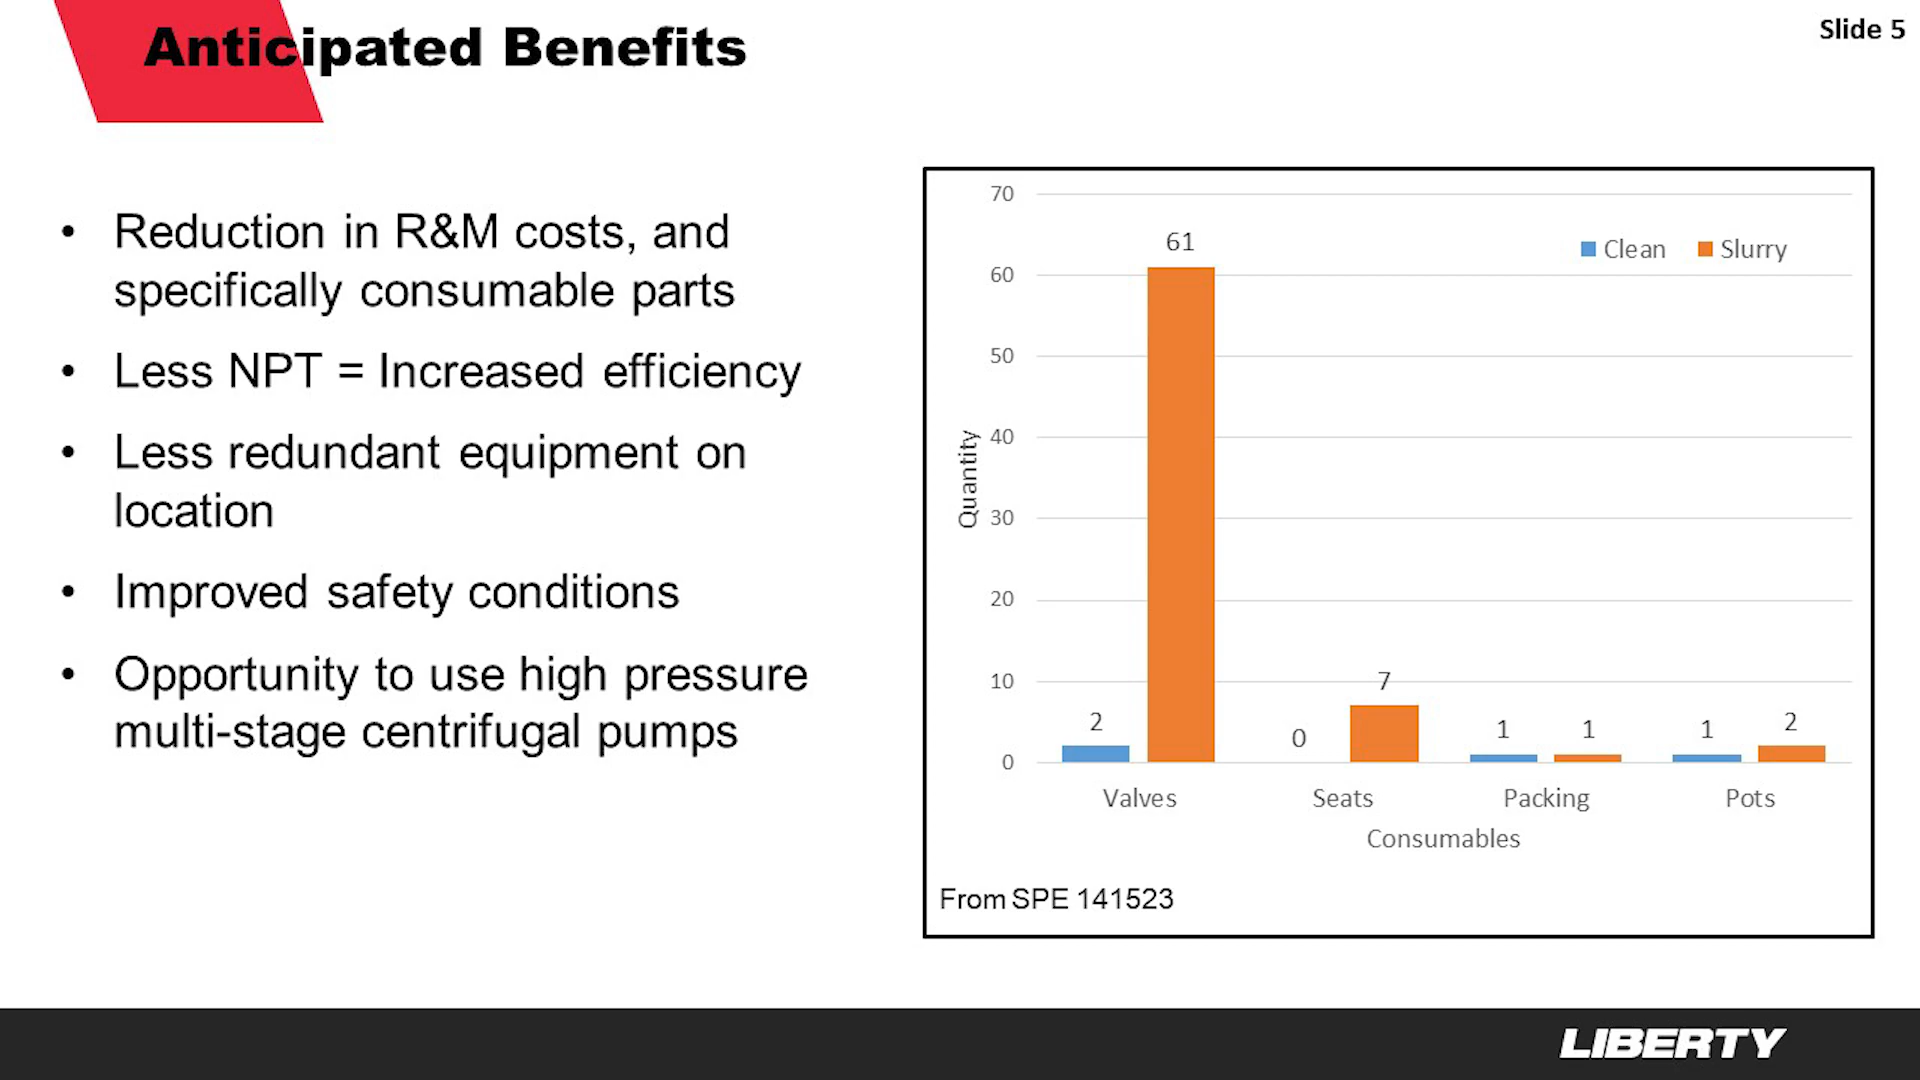 Anticipated Benefits
Slide 5
• Reduction in R&M costs, and
specifically consumable parts
• Less NPT = Increased efficiency
• Less redundant equipment on
location
• Improved safety conditions
• Opportunity to use high pressure
multi-stage centrifugal pumps
70
60
50
40
30
20
10
0
Quantity
Clean Slurry
2 61
0 7
1 1
1 2
Valves Seats Packing Pots
Consumables
From SPE 141523
LIBERTY